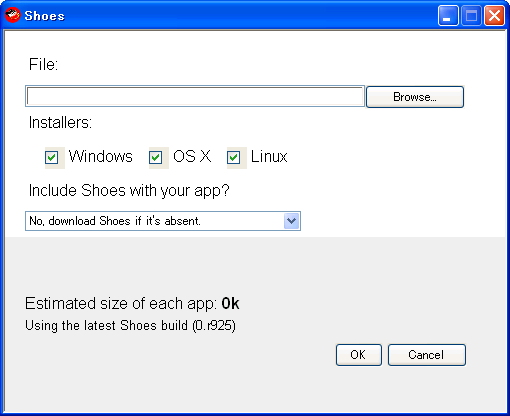 Shoes
File:
Browse...
Installers:
Windows OS X Linux
Include Shoes with your app?
No, download Shoes if it's absent.
Estimated size of each app: 0k
Using the latest Shoes build (0.r925)
OK Cancel